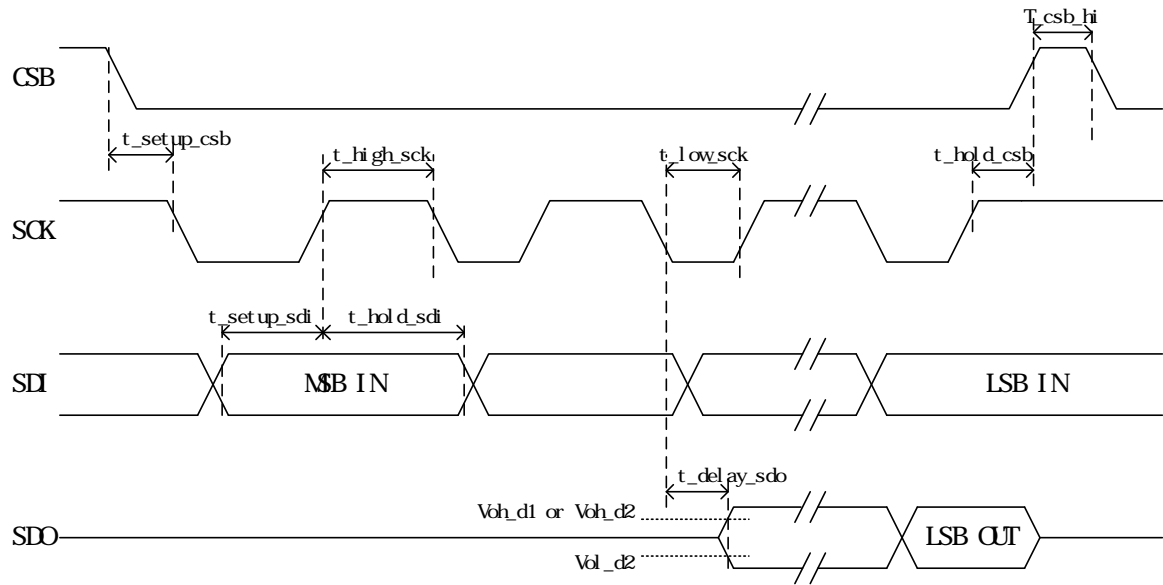 T_csb_hi
CSB
t_setup_csb
t_high_sck
t_low_sck
t_hold_csb
SCK
t_setup_sdi
t_hold_sdi
SDI
MSB IN
LSB IN
t_delay_sdo
Voh_d1 or Voh_d2
SDO
LSB OUT
Vol_d2